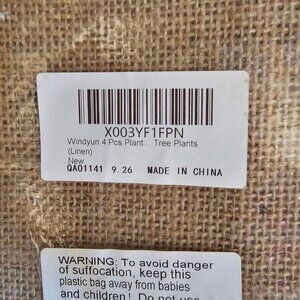 X003YF1FPN
Windyun 4 Pcs Plant... Tree Plants
(Linen)
New
QA01141 9.26 MADE IN CHINA
WARNING: To avoid danger
of suffocation, keep this
plastic bag away from babies
and children! Do not use